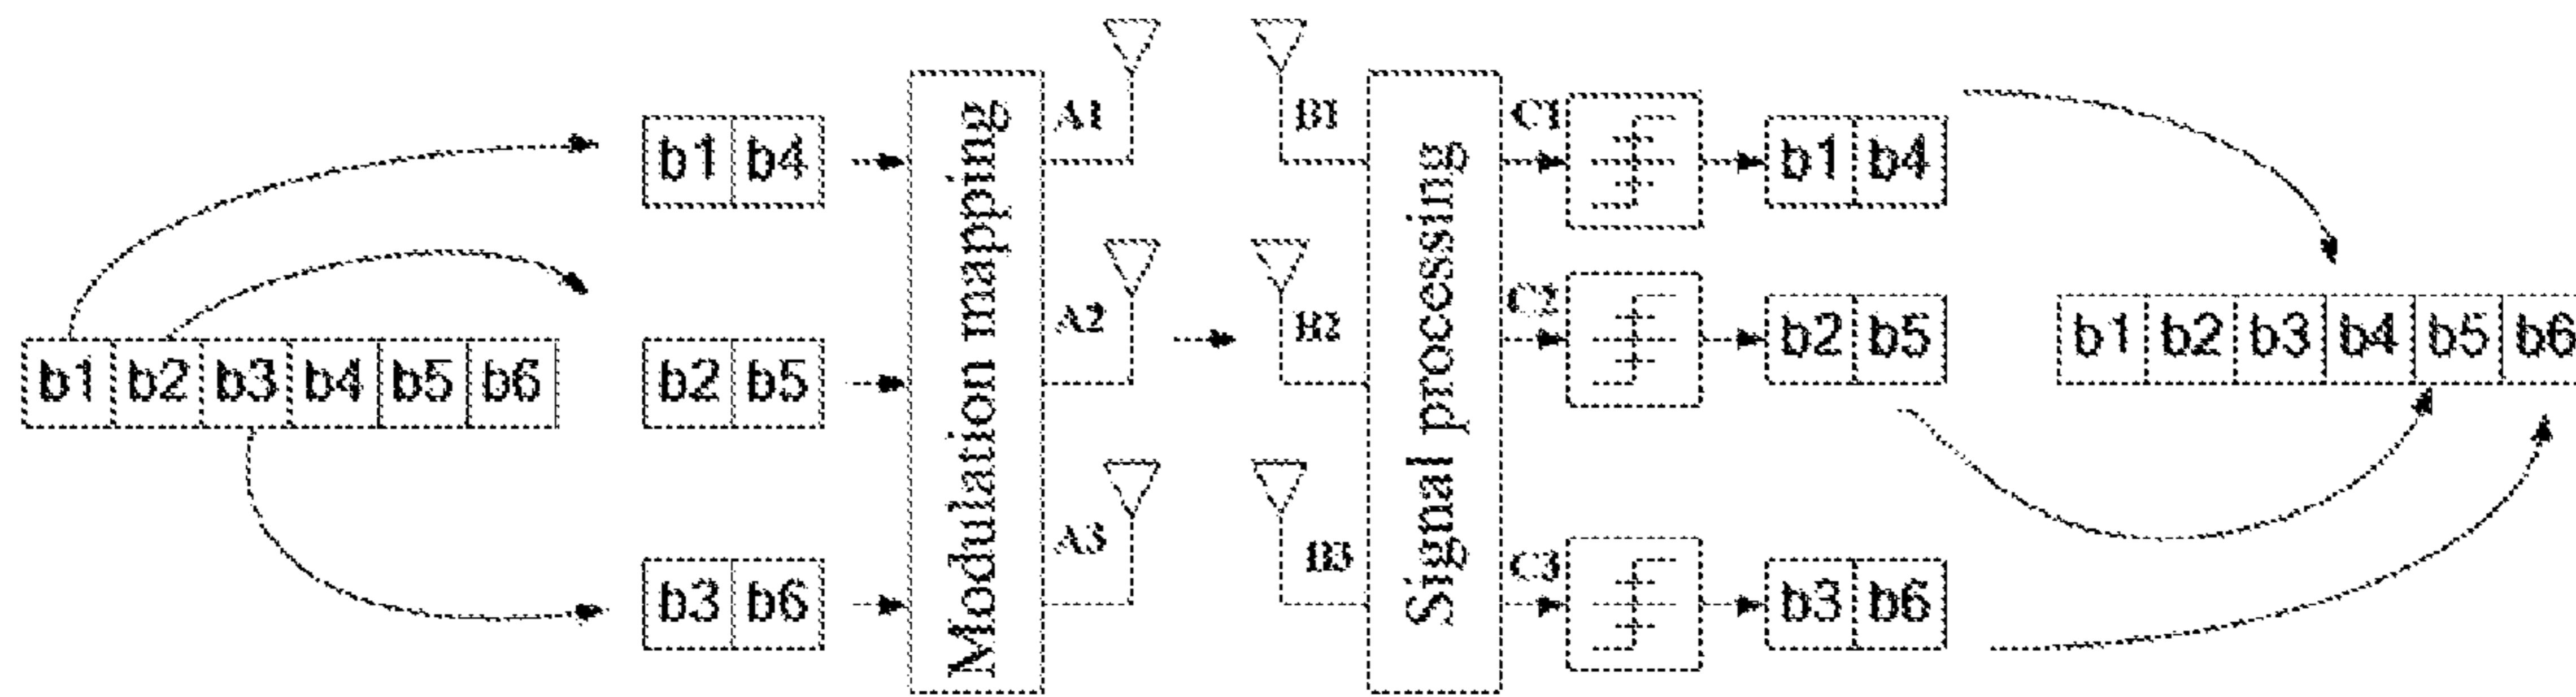 b1 b2 b3 b4 b5 b6
b1 b4
b2 b5
b3 b6
Modulation mapping
A1
A2
A3
B1
B2
B3
Signal processing
C1
C2
C3
b1 b4
b2 b5
b3 b6
b1 b2 b3 b4 b5 b6